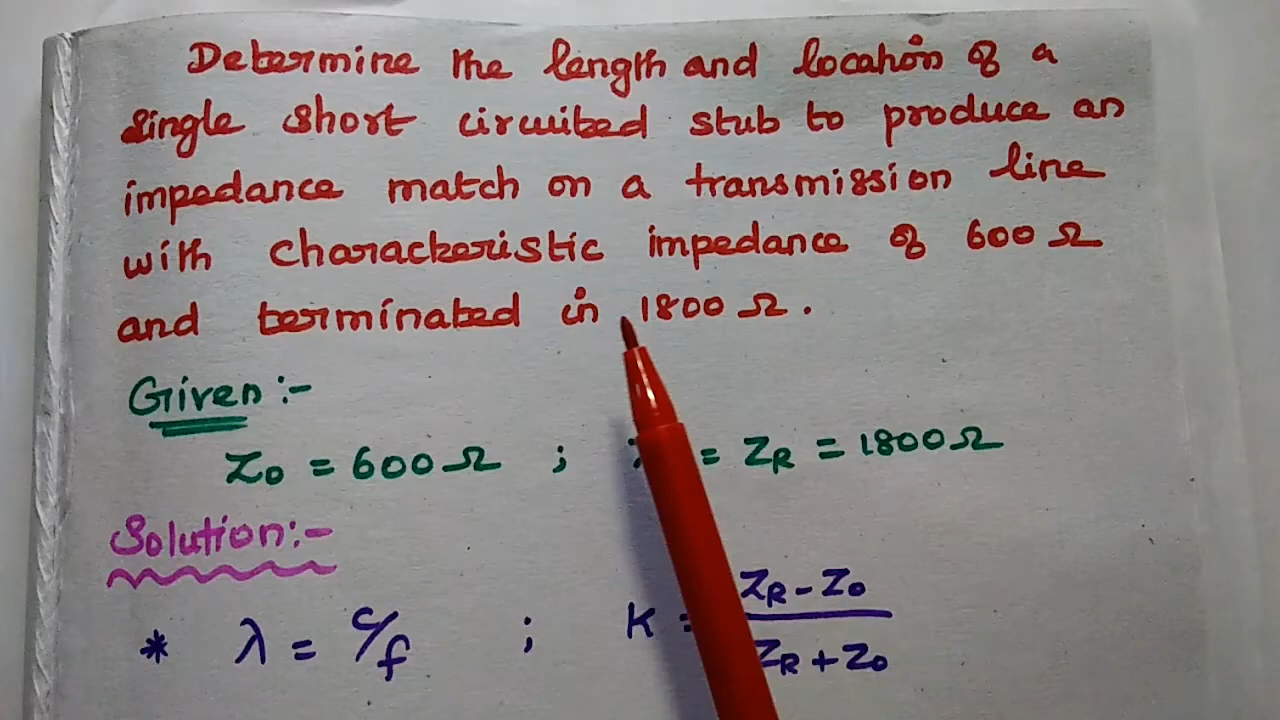 Determine the length and location of a
single short circuited stub to produce an
impedance match on a transmission line
with characteristic impedance of 600 Ω
and terminated in 1800 Ω.
Given :-
Z0 = 600 Ω ; = ZR = 1800 Ω
Solution:-
* λ = c/f ; K = ZR - Z0 / ZR + Z0